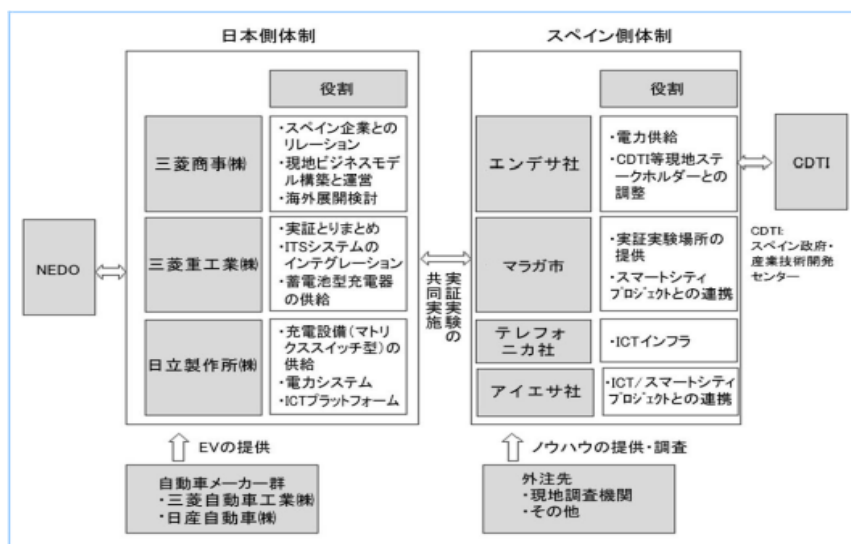 日本側体制
役割
三菱商事㈱
・スペイン企業との
リレーション
・現地ビジネスモデ
ル構築と運営
・海外展開検討
三菱重工業㈱
・実証とりまとめ
・ITSシステムの
インテグレーション
・蓄電池型充電器
の供給
日立製作所㈱
・充電設備(マトリ
クススイッチ型)の
供給
・電力システム
・ICTプラットフォーム
NEDO
EVの提供
自動車メーカー群
・三菱自動車工業㈱
・日産自動車㈱
実証実験の
共同実施
スペイン側体制
役割
エンデサ社
・電力供給
・CDTI等現地ステ
ークホルダーとの
調整
マラガ市
・実証実験場所の
提供
・スマートシティ
プロジェクトとの連携
テレフォ
ニカ社
・ICTインフラ
アイエサ社
・ICT/スマートシティ
プロジェクトとの連携
CDTI
CDTI:
スペイン政府・
産業技術開発
センター
ノウハウの提供・調査
外注先
・現地調査機関
・その他